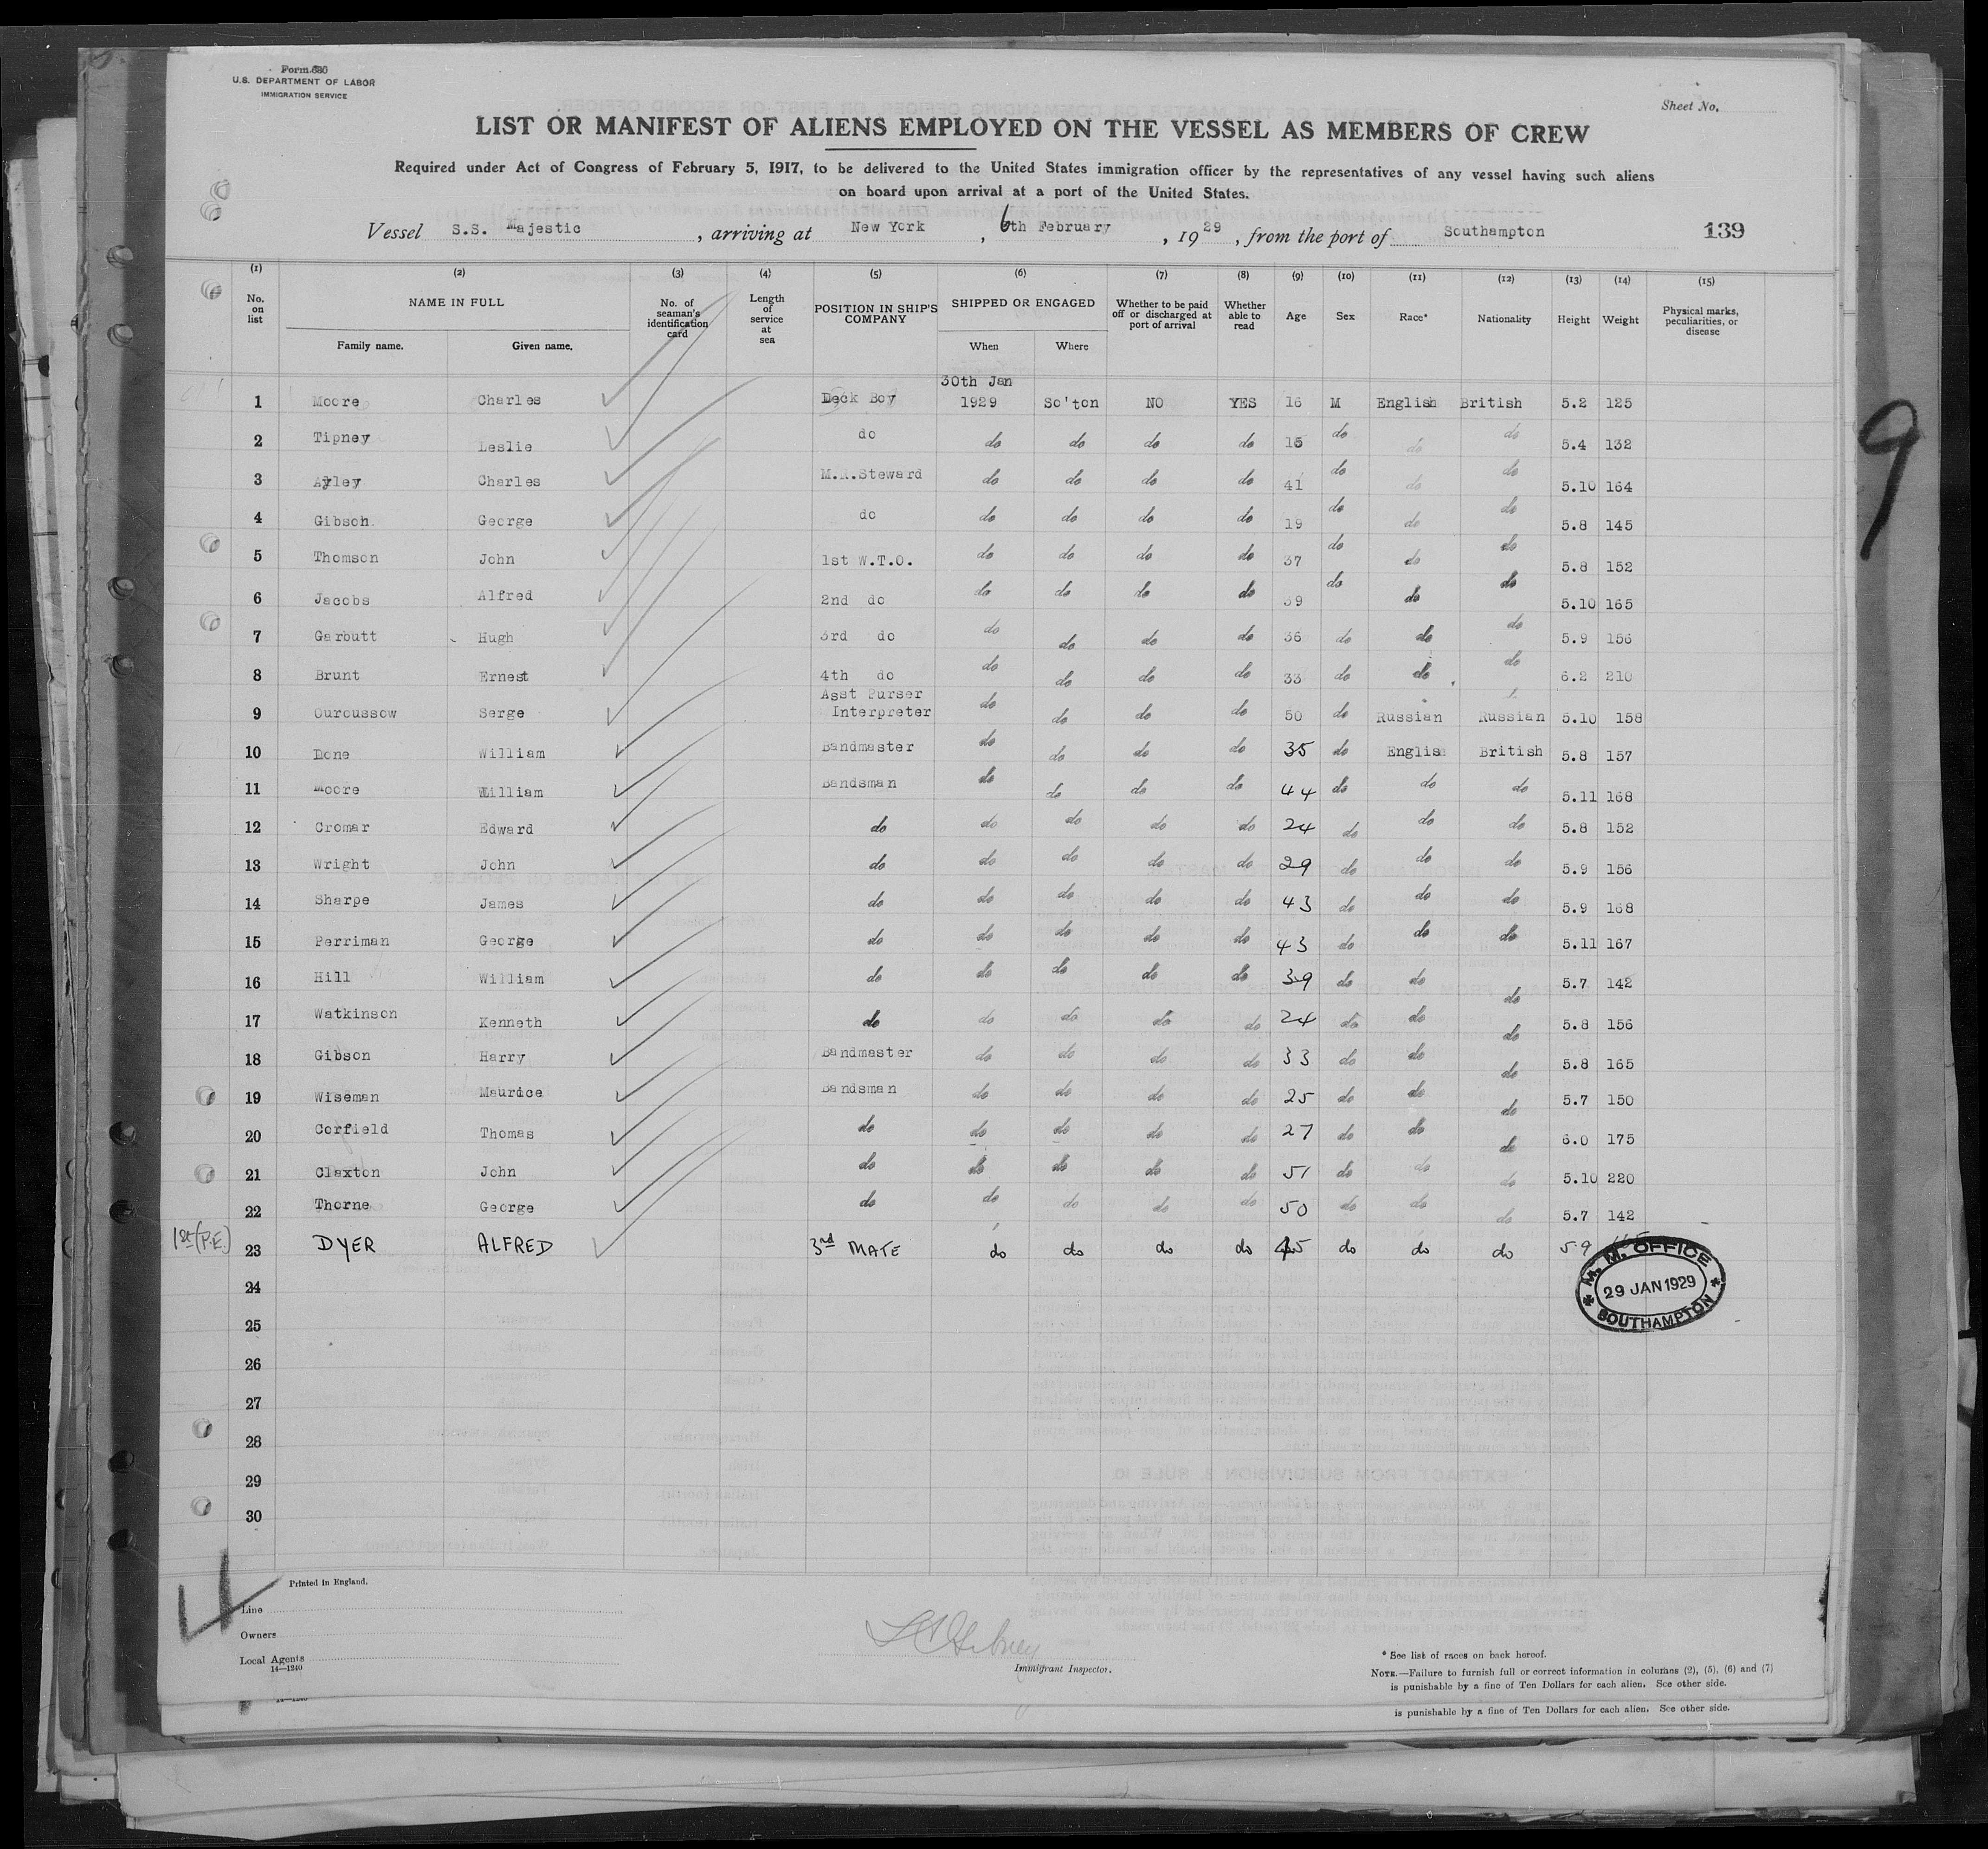 Form 680
U.S. DEPARTMENT OF LABOR
IMMIGRATION SERVICE
Sheet No.
LIST OR MANIFEST OF ALIENS EMPLOYED ON THE VESSEL AS MEMBERS OF CREW
Required under Act of Congress of February 5, 1917, to be delivered to the United States immigration officer by the representatives of any vessel having such aliens
on board upon arrival at a port of the United States.
Vessel S.S. Majestic, arriving at New York, 6th February, 1929, from the port of Southampton 139
(1) (2) (3) (4) (5) (6) (7) (8) (9) (10) (11) (12) (13) (14) (15)
No. on list NAME IN FULL Family name. Given name. No. of seaman's identification card Length of service at sea POSITION IN SHIP'S COMPANY SHIPPED OR ENGAGED When Where Whether to be paid off or discharged at port of arrival Whether able to read Age Sex Race* Nationality Height Weight Physical marks, peculiarities, or disease
1 Moore Charles Deck Boy 30th Jan 1929 So'ton NO YES 16 M English British 5.2 125
2 Tipney Leslie do do do do do 15 do do do 5.4 132
3 Ayley Charles M.R.Steward do do do do 41 do do do 5.10 164
4 Gibson George do do do do do 19 do do do 5.8 145
5 Thomson John 1st W.T.O. do do do do 37 do do do 5.8 152
6 Jacobs Alfred 2nd do do do do do 39 do do do 5.10 165
7 Garbutt Hugh 3rd do do do do do 36 do do do 5.9 156
8 Brunt Ernest 4th do do do do do 33 do do do 6.2 210
9 Ouroussow Serge Asst Purser Interpreter do do do do 50 do Russian Russian 5.10 158
10 Done William Bandmaster do do do do 35 do English British 5.8 157
11 Moore William Bandsman do do do do 44 do do do 5.11 168
12 Cromar Edward do do do do do 24 do do do 5.8 152
13 Wright John do do do do do 29 do do do 5.9 156
14 Sharpe James do do do do do 43 do do do 5.9 168
15 Perriman George do do do do do 43 do do do 5.11 167
16 Hill William do do do do do 39 do do do 5.7 142
17 Watkinson Kenneth do do do do do 24 do do do 5.8 156
18 Gibson Harry Bandmaster do do do do 33 do do do 5.8 165
19 Wiseman Maurice Bandsman do do do do 25 do do do 5.7 150
20 Corfield Thomas do do do do do 27 do do do 6.0 175
21 Claxton John do do do do do 51 do do do 5.10 220
22 Thorne George do do do do do 50 do do do 5.7 142
1st (P.E.) 23 DYER ALFRED 3rd MATE do do do do 45 do do do 5.9
24
25
26
27
28
29
30
M. M. OFFICE
29 JAN 1929
SOUTHAMPTON
9
Printed in England.
Line
Owners
Local Agents
14—1240
Immigrant Inspector.
* See list of races on back hereof.
NOTE.—Failure to furnish full or correct information in columns (2), (5), (6) and (7)
is punishable by a fine of Ten Dollars for each alien. See other side.
14—1240
is punishable by a fine of Ten Dollars for each alien. See other side.